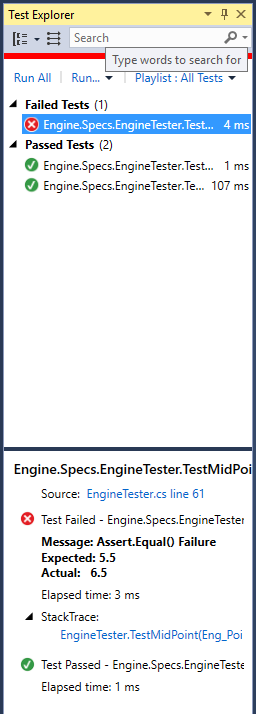 Test Explorer
Search
Type words to search for
Run All Run... Playlist : All Tests
Failed Tests (1)
Engine.Specs.EngineTester.Test... 4 ms
Passed Tests (2)
Engine.Specs.EngineTester.Test... 1 ms
Engine.Specs.EngineTester.Te... 107 ms
Engine.Specs.EngineTester.TestMidPoi
Source: EngineTester.cs line 61
Test Failed - Engine.Specs.EngineTester
Message: Assert.Equal() Failure
Expected: 5.5
Actual: 6.5
Elapsed time: 3 ms
StackTrace:
EngineTester.TestMidPoint(Eng_Poi
Test Passed - Engine.Specs.EngineTeste
Elapsed time: 1 ms